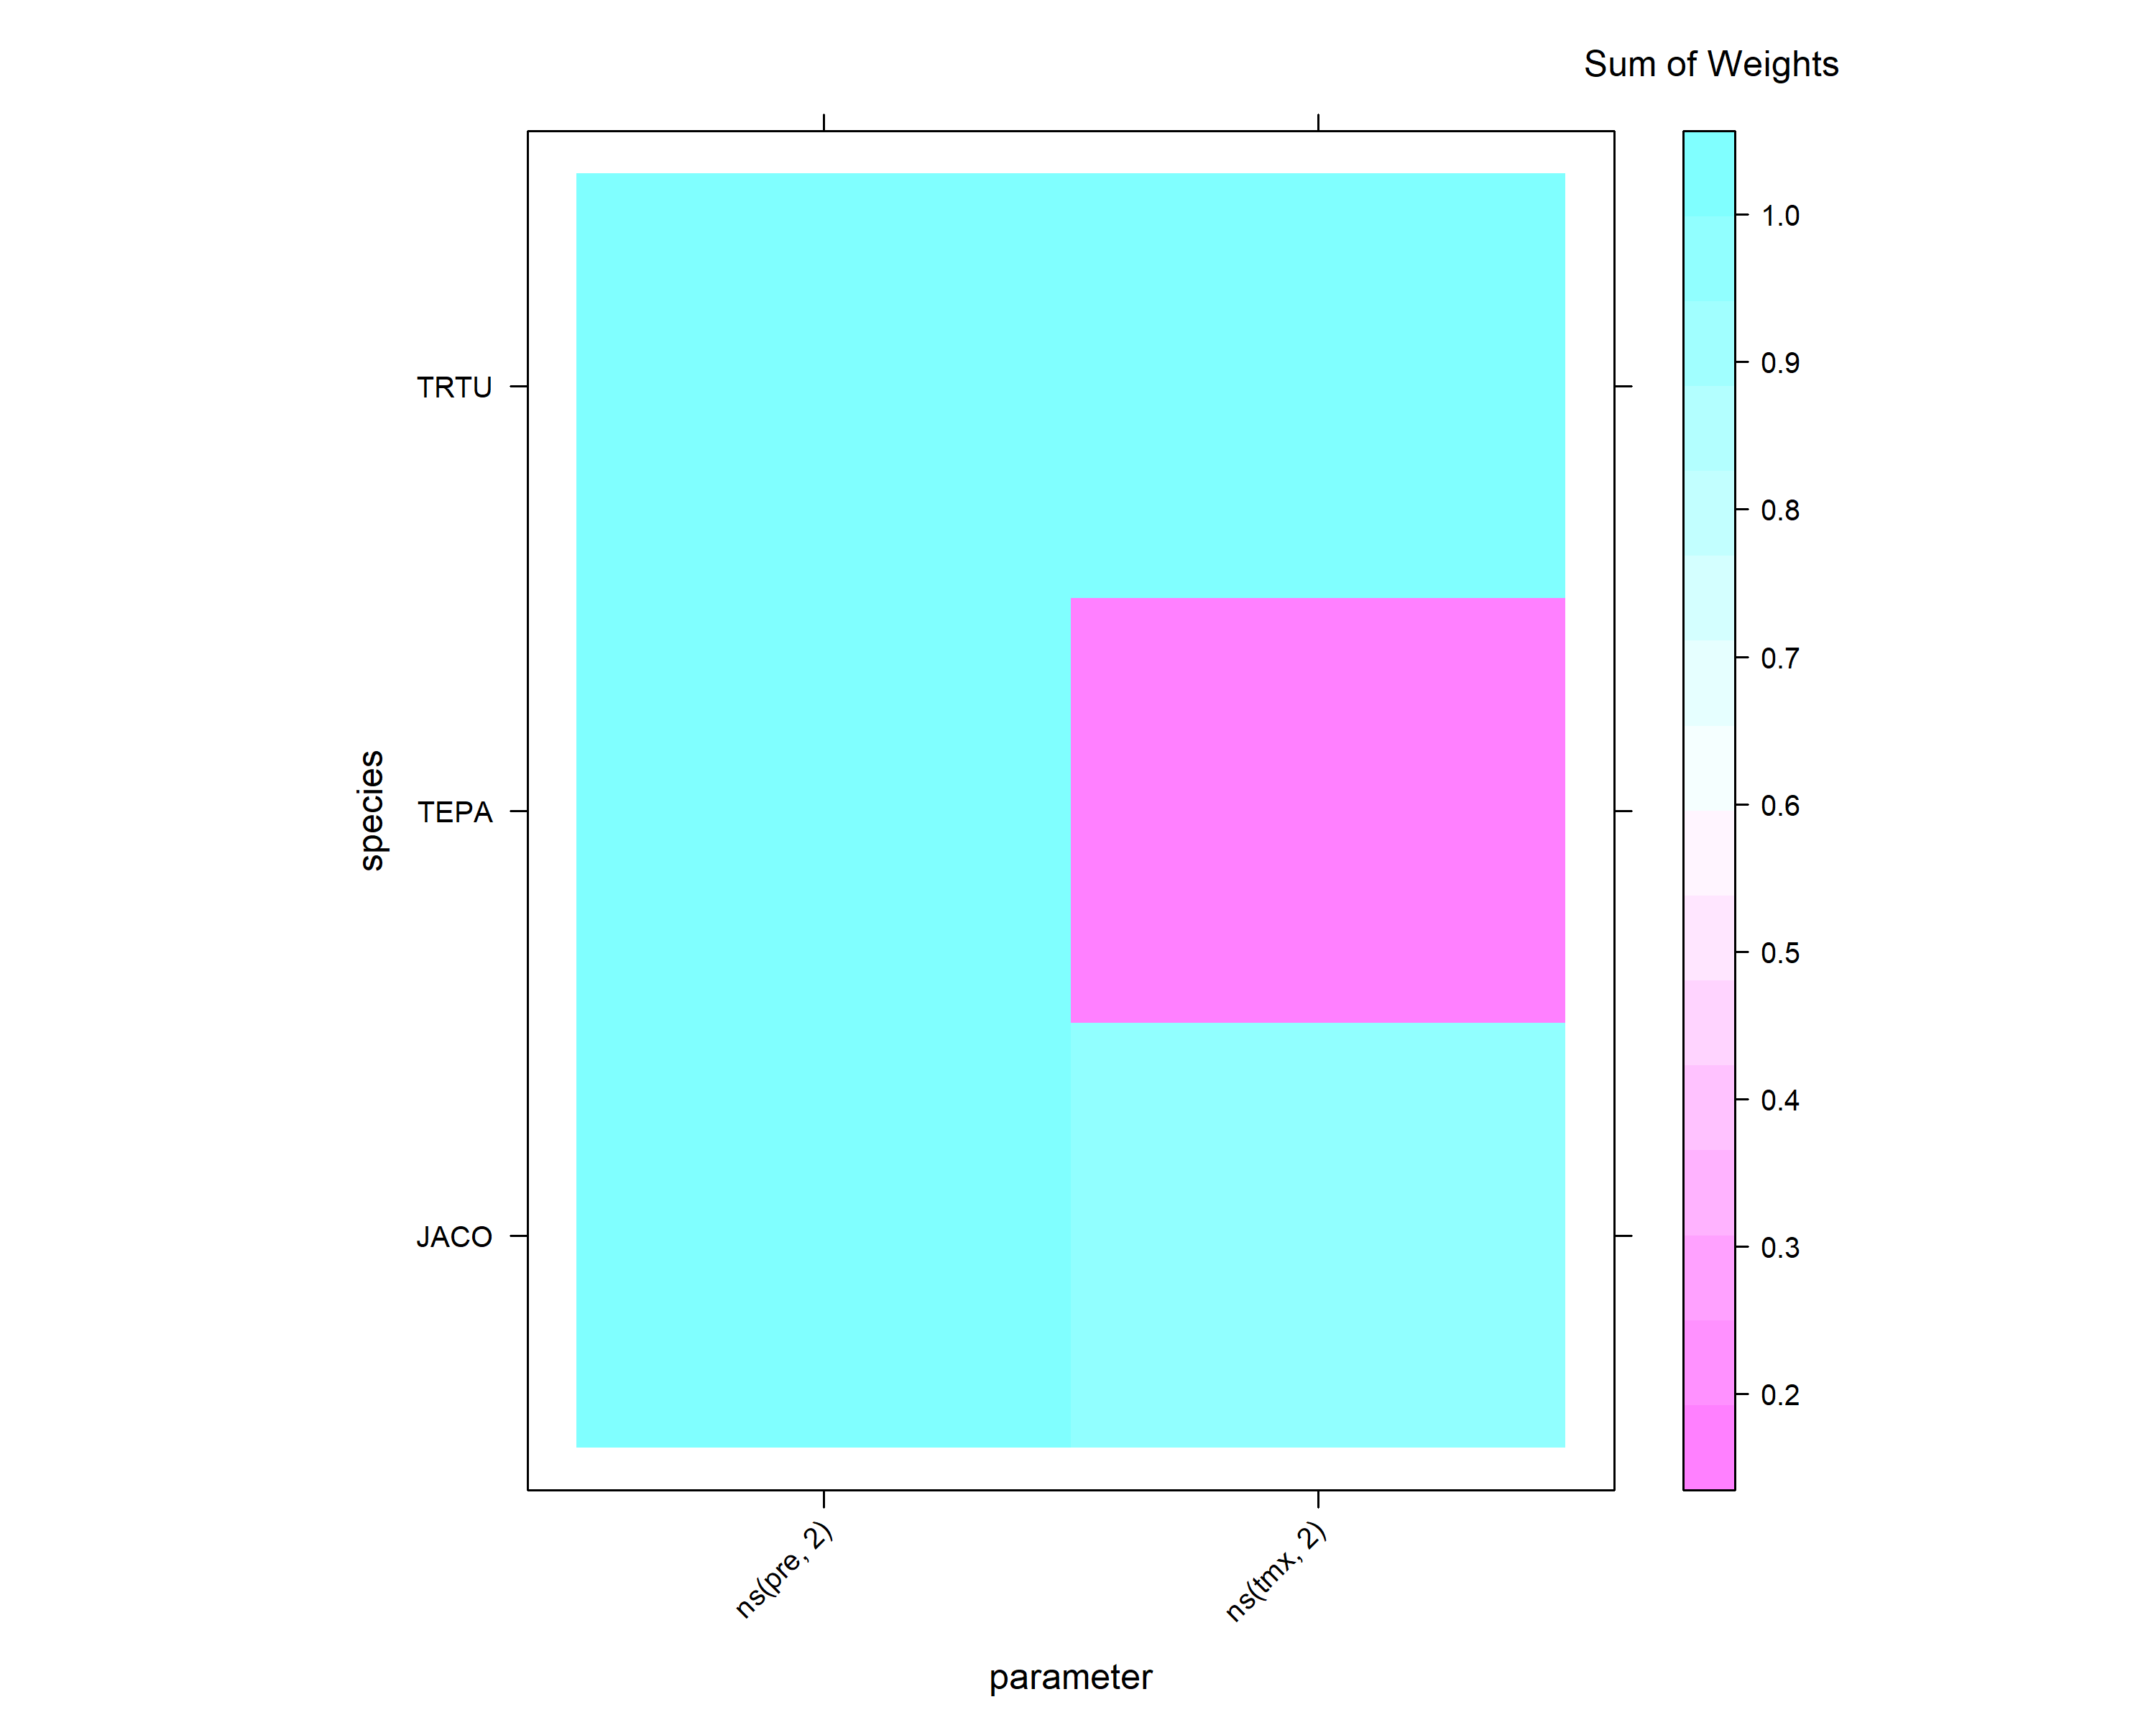 Sum of Weights
1.0
0.9
0.8
0.7
0.6
0.5
0.4
0.3
0.2
species
TRTU
TEPA
JACO
ns(pre, 2)
ns(tmx, 2)
parameter